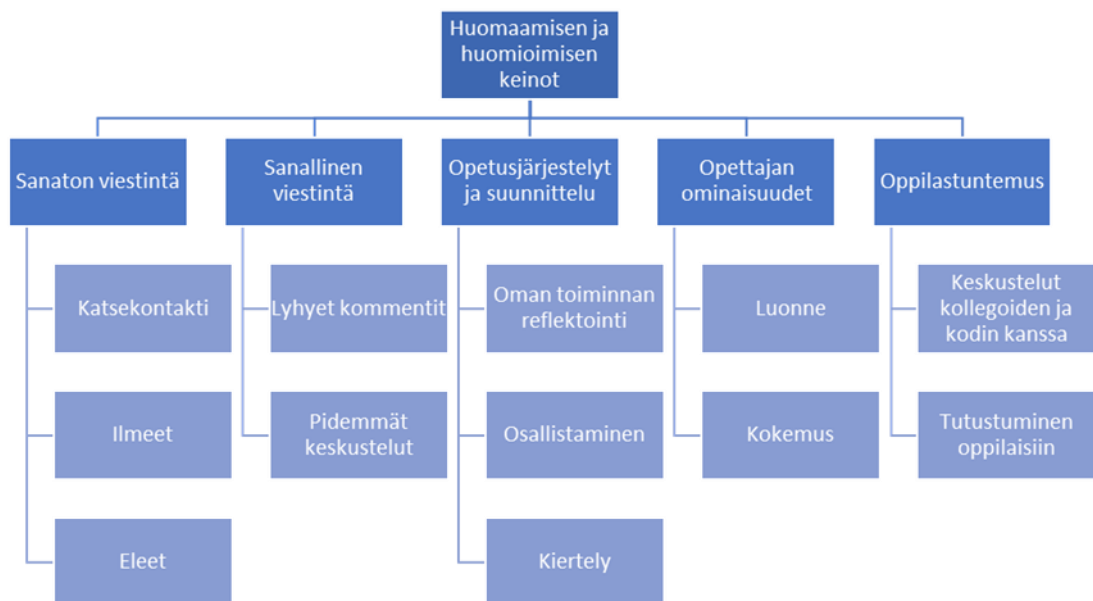 Huomaamisen ja
huomioimisen
keinot
Sanaton viestintä
Sanallinen
viestintä
Opetusjärjestelyt
ja suunnittelu
Opettajan
ominaisuudet
Oppilastuntemus
Katsekontakti
Lyhyet kommentit
Oman toiminnan
reflektointi
Luonne
Keskustelut
kollegoiden ja
kodin kanssa
Ilmeet
Pidemmät
keskustelut
Osallistaminen
Kokemus
Tutustuminen
oppilaisiin
Eleet
Kiertely